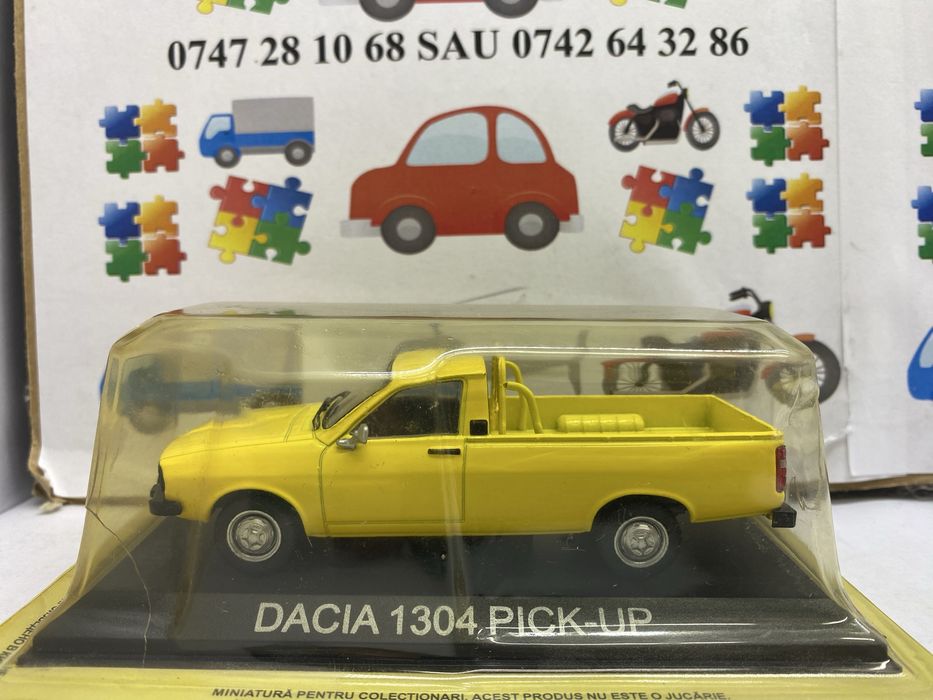 0747 28 10 68 SAU 0742 64 32 86
DACIA 1304 PICK-UP
MINIATURĂ PENTRU COLECȚIONARI. ACEST PRODUS NU ESTE O JUCĂRIE.